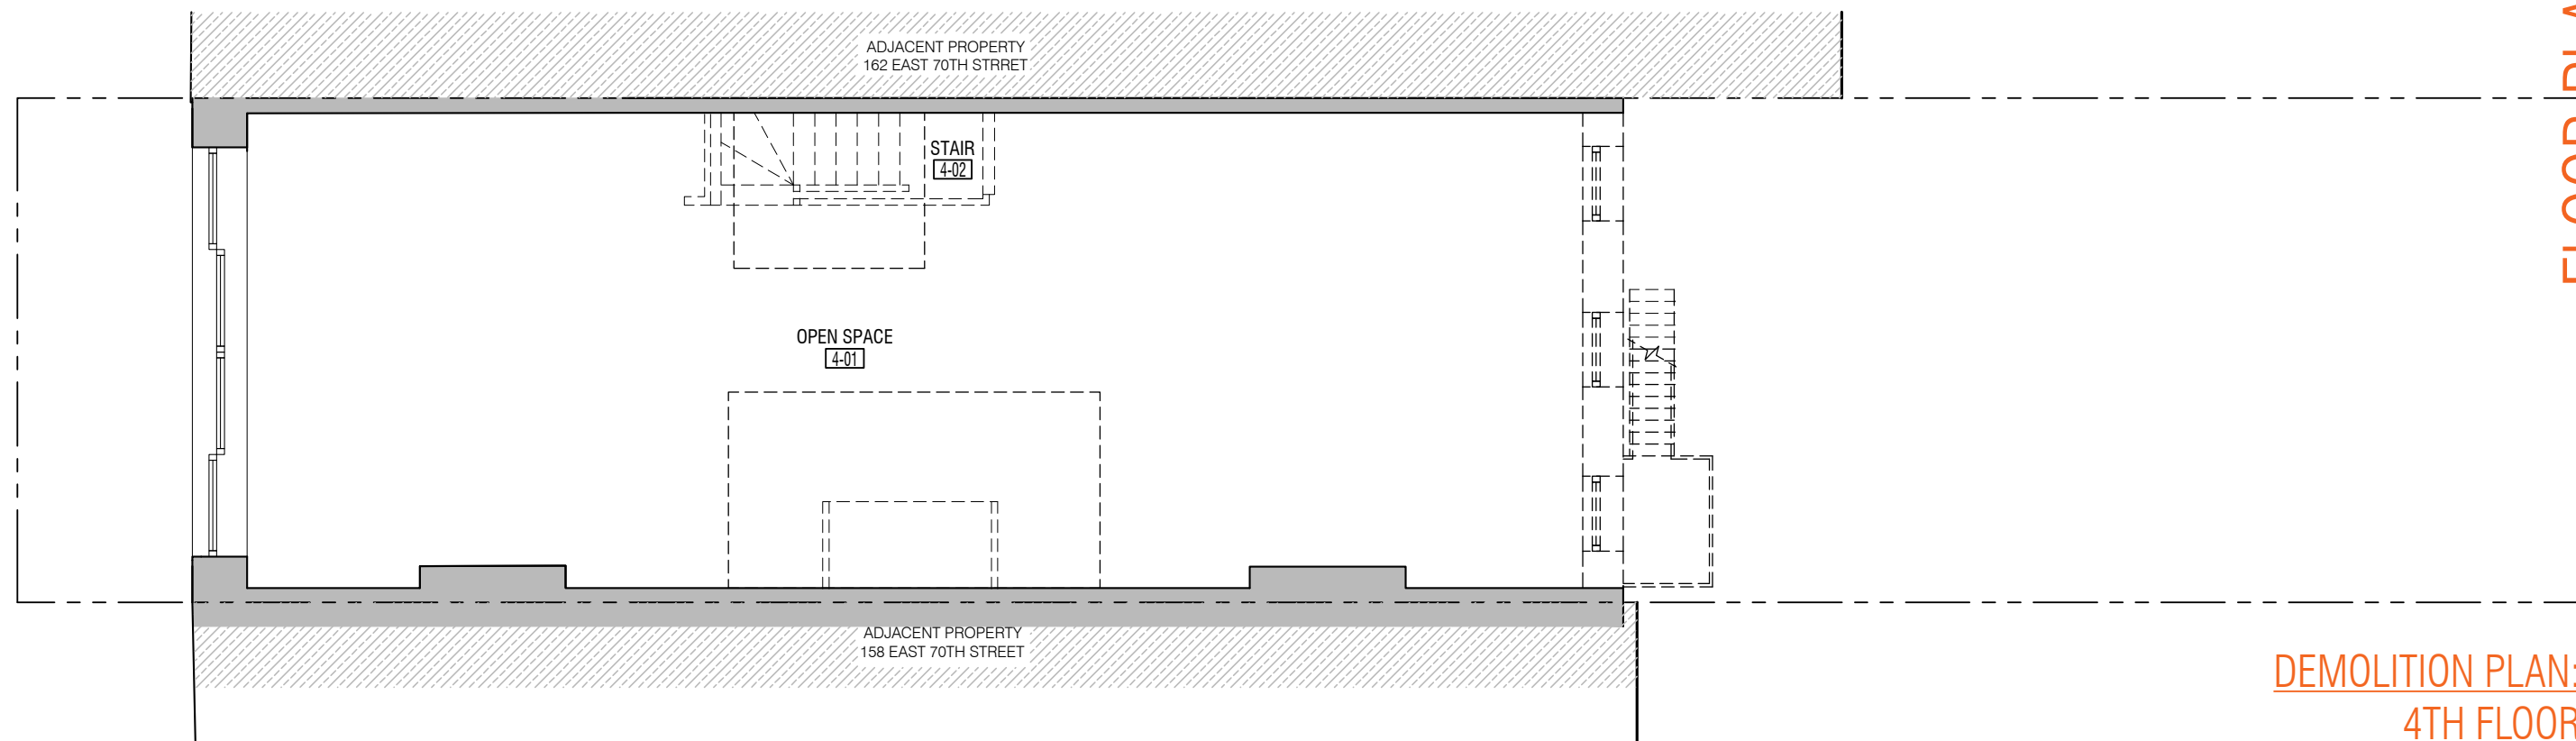 ADJACENT PROPERTY
162 EAST 70TH STRRET
STAIR
4-02
OPEN SPACE
4-01
ADJACENT PROPERTY
158 EAST 70TH STREET
FLOOR
DEMOLITION PLAN:
4TH FLOOR